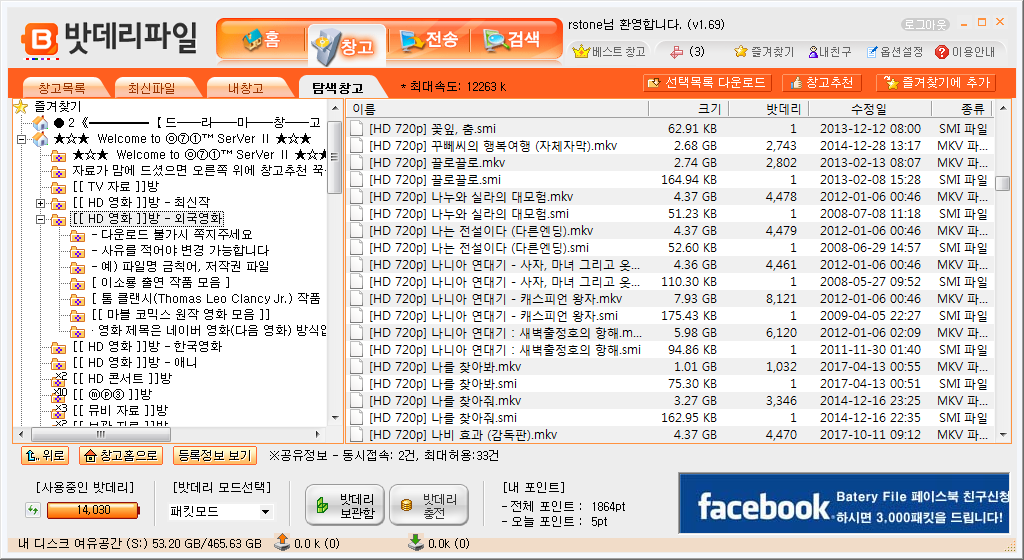 밧데리파일
홈
창고
전송
검색
rstone님 환영합니다. (v1.69)
로그아웃
베스트 창고
(3)
즐겨찾기
내친구
옵션설정
이용안내
창고목록
최신파일
내창고
탐색창고
* 최대속도: 12263 k
선택목록 다운로드
창고추천
즐겨찾기에 추가
즐겨찾기
● 2 《━━━━━━【 드──라──마──창──고
★☆★ Welcome to ⓞ⑦①™ SerVer Ⅱ ★☆★
★☆★ Welcome to ⓞ⑦①™ SerVer Ⅱ ★☆★
자료가 맘에 드셨으면 오른쪽 위에 창고추천 꾹
[[ TV 자료 ]]방
[[ HD 영화 ]]방 - 최신작
[[ HD 영화 ]]방 - 외국영화
- 다운로드 불가시 쪽지주세요
- 사유를 적어야 변경 가능합니다
- 예) 파일명 금칙어, 저작권 파일
[ 이소룡 출연 작품 모음 ]
[ 톰 클랜시(Thomas Leo Clancy Jr.) 작품
[[ 마블 코믹스 원작 영화 모음 ]]
· 영화 제목은 네이버 영화(다음 영화) 방식입
[[ HD 영화 ]]방 - 한국영화
[[ HD 영화 ]]방 - 애니
[[ HD 콘서트 ]]방
[[ ⓜⓟ③ ]]방
[[ 뮤비 자료 ]]방
이름 크기 밧데리 수정일 종류
[HD 720p] 꽃잎, 춤.smi 62.91 KB 1 2013-12-12 08:00 SMI 파일
[HD 720p] 꾸뻬씨의 행복여행 (자체자막).mkv 2.68 GB 2,743 2014-12-28 13:17 MKV 파...
[HD 720p] 끌로끌로.mkv 2.74 GB 2,802 2013-02-13 08:07 MKV 파...
[HD 720p] 끌로끌로.smi 164.94 KB 1 2013-02-08 15:28 SMI 파일
[HD 720p] 나누와 실라의 대모험.mkv 4.37 GB 4,478 2012-01-06 00:46 MKV 파...
[HD 720p] 나누와 실라의 대모험.smi 51.23 KB 1 2008-07-08 11:18 SMI 파일
[HD 720p] 나는 전설이다 (다른엔딩).mkv 4.37 GB 4,479 2012-01-06 00:46 MKV 파...
[HD 720p] 나는 전설이다 (다른엔딩).smi 52.60 KB 1 2008-06-29 14:57 SMI 파일
[HD 720p] 나니아 연대기 - 사자, 마녀 그리고 옷... 4.36 GB 4,461 2012-01-06 00:46 MKV 파...
[HD 720p] 나니아 연대기 - 사자, 마녀 그리고 옷... 110.30 KB 1 2008-05-27 09:52 SMI 파일
[HD 720p] 나니아 연대기 - 캐스피언 왕자.mkv 7.93 GB 8,121 2012-01-06 00:46 MKV 파...
[HD 720p] 나니아 연대기 - 캐스피언 왕자.smi 175.43 KB 1 2009-04-05 22:27 SMI 파일
[HD 720p] 나니아 연대기 : 새벽출정호의 항해.m... 5.98 GB 6,120 2012-01-06 02:09 MKV 파...
[HD 720p] 나니아 연대기 : 새벽출정호의 항해.smi 94.86 KB 1 2011-11-30 01:40 SMI 파일
[HD 720p] 나를 찾아봐.mkv 1.01 GB 1,032 2017-04-13 00:55 MKV 파...
[HD 720p] 나를 찾아봐.smi 75.30 KB 1 2017-04-13 00:51 SMI 파일
[HD 720p] 나를 찾아줘.mkv 3.27 GB 3,346 2014-12-16 23:25 MKV 파...
[HD 720p] 나를 찾아줘.smi 162.95 KB 1 2014-12-16 22:35 SMI 파일
[HD 720p] 나비 효과 (감독판).mkv 4.37 GB 4,470 2017-10-11 09:12 MKV 파...
위로
창고홈으로
등록정보 보기
※공유정보 - 동시접속: 2건, 최대허용:33건
[사용중인 밧데리]
14,030
[밧데리 모드선택]
패킷모드
밧데리
보관함
밧데리
충전
[내 포인트]
- 전체 포인트 : 1864pt
- 오늘 포인트 : 5pt
facebook
Batery File 페이스북 친구신청
하시면 3,000패킷을 드립니다!
내 디스크 여유공간 (S:) 53.20 GB/465.63 GB
0.0 k (0)
0.0k (0)